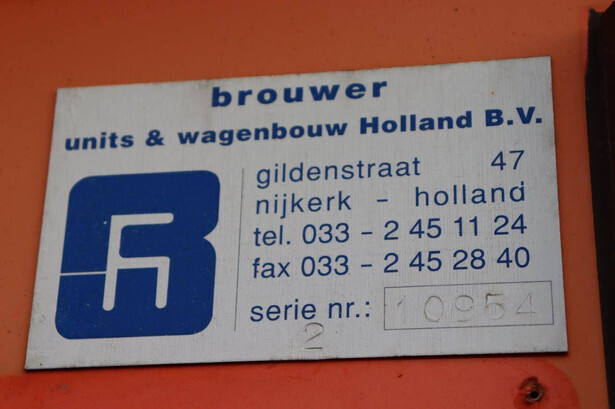 brouwer
units & wagenbouw Holland B.V.
gildenstraat 47
nijkerk - holland
tel. 033 - 2 45 11 24
fax 033 - 2 45 28 40
serie nr.: 10954
2